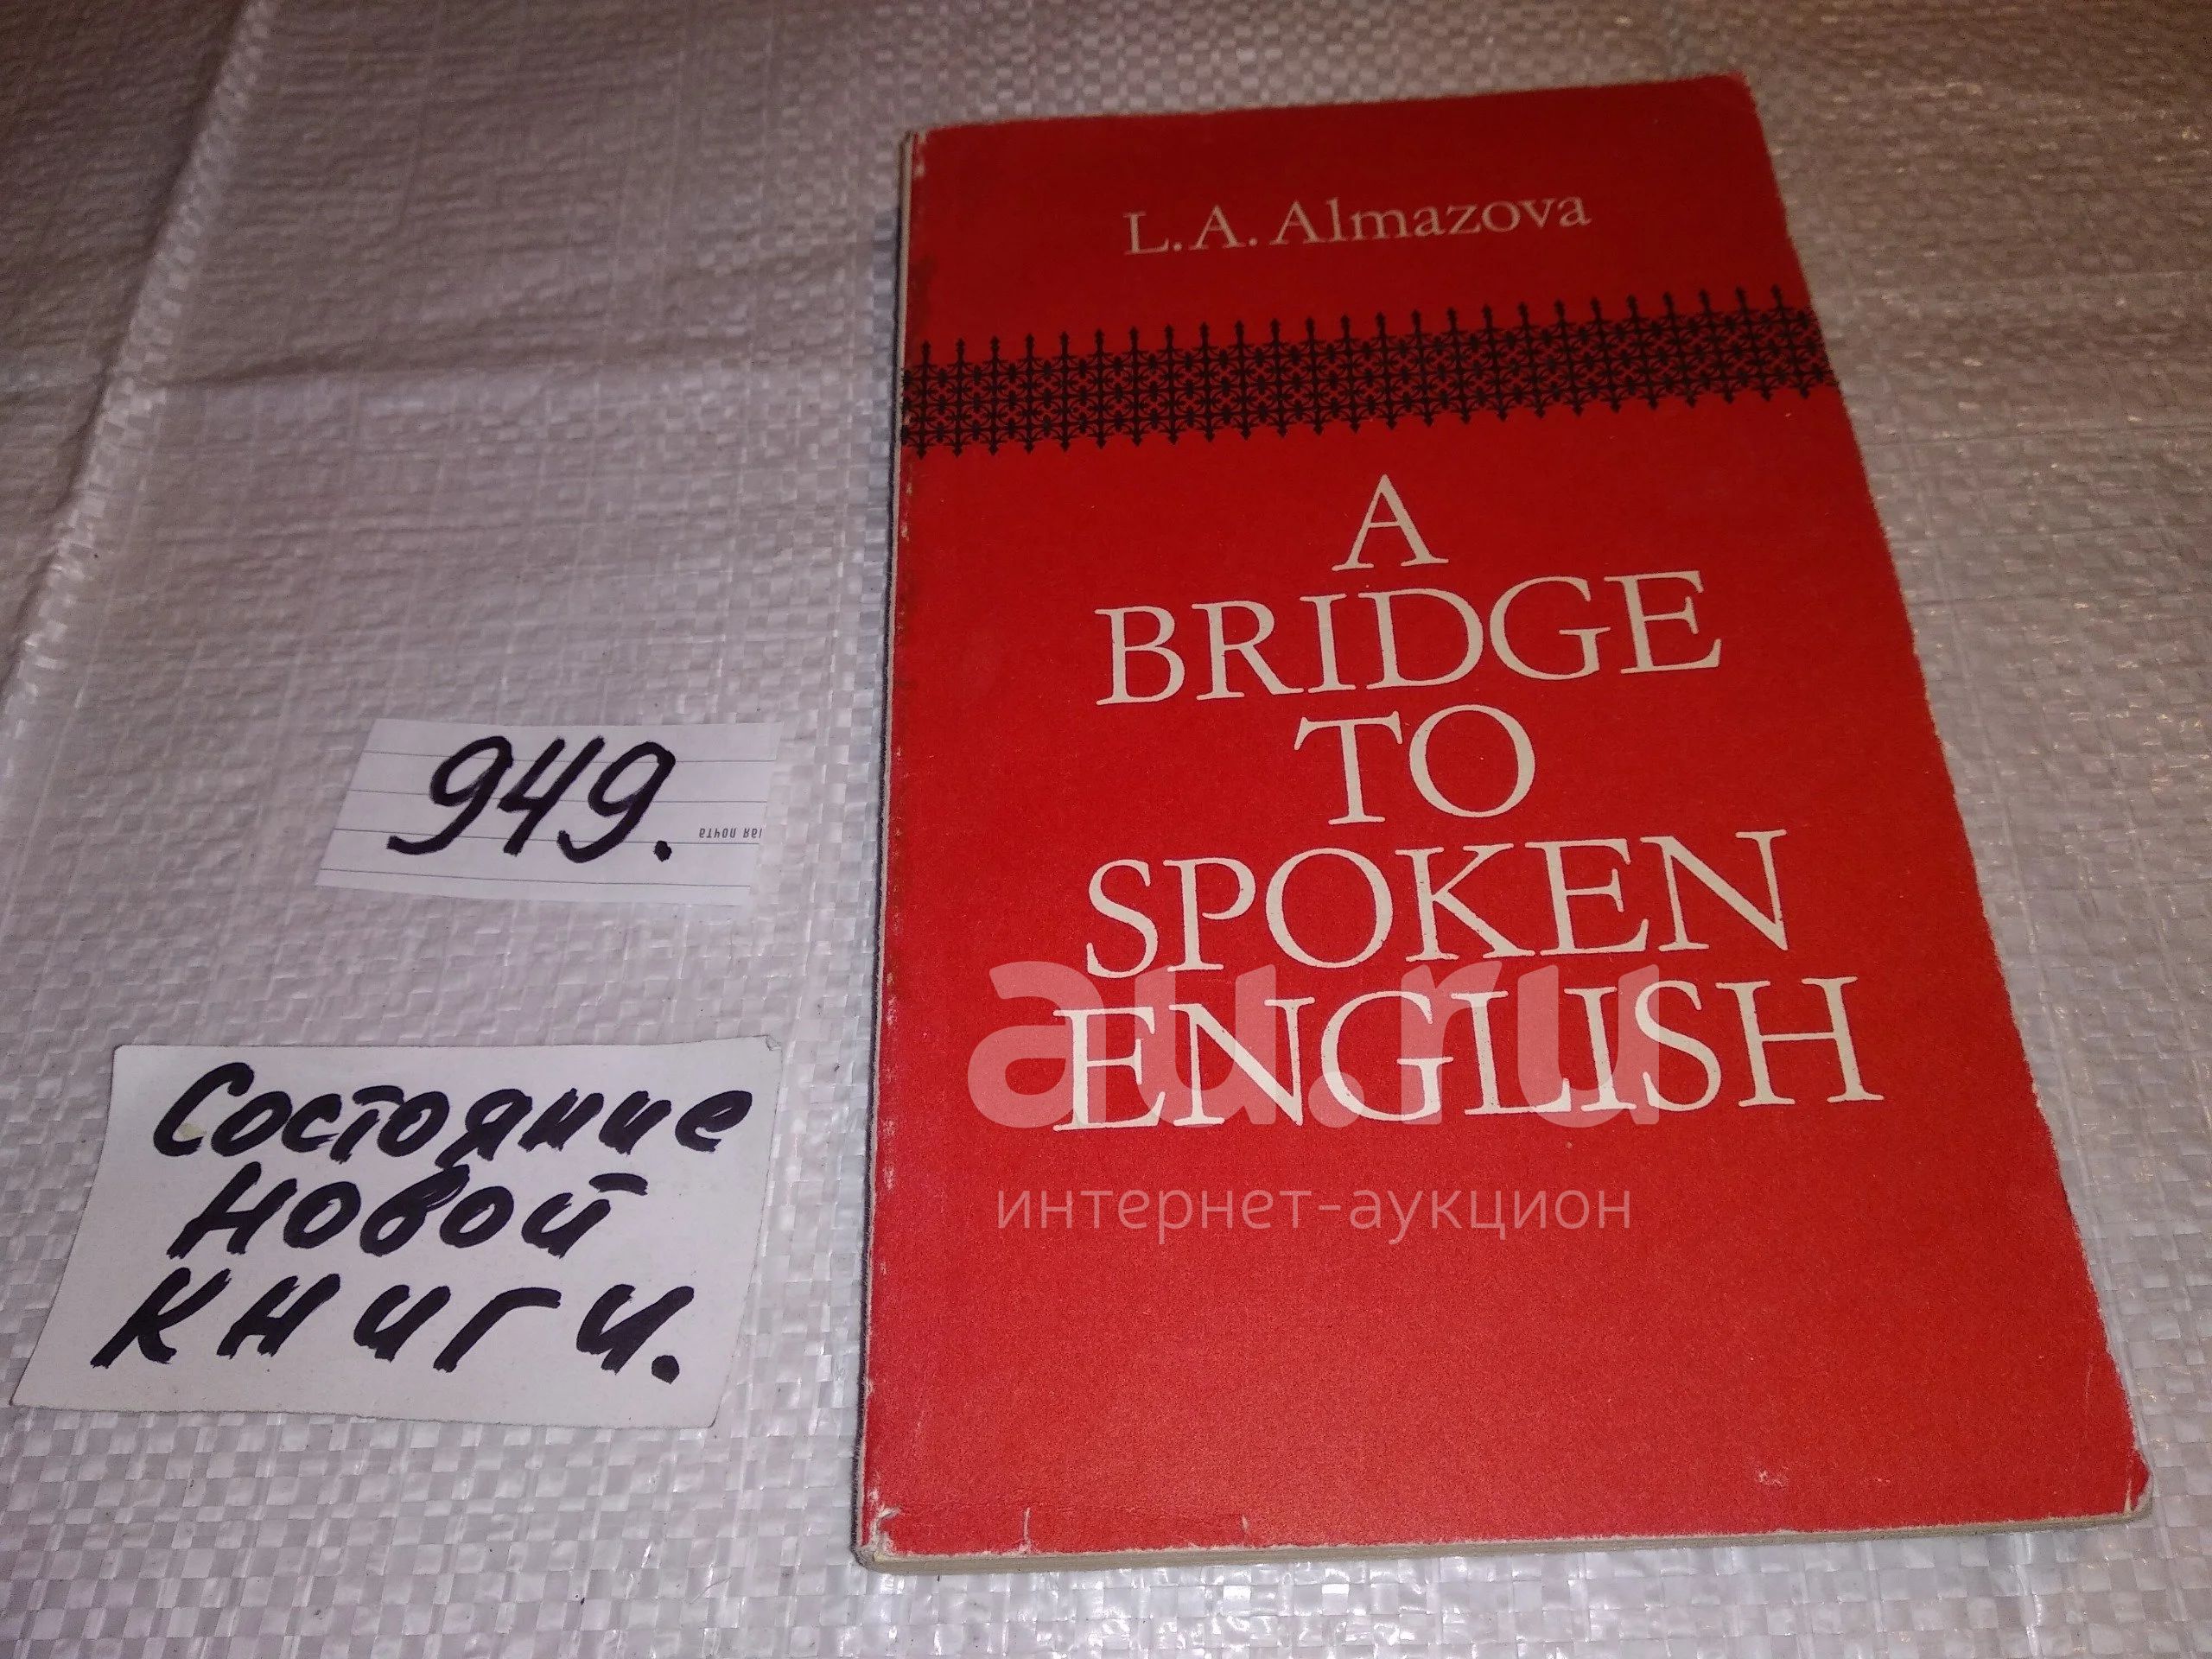 L.A. Almazova
A
BRIDGE
TO
SPOKEN
ENGLISH
au.ru
интернет-аукцион
949.
Состояние
новой
книги.